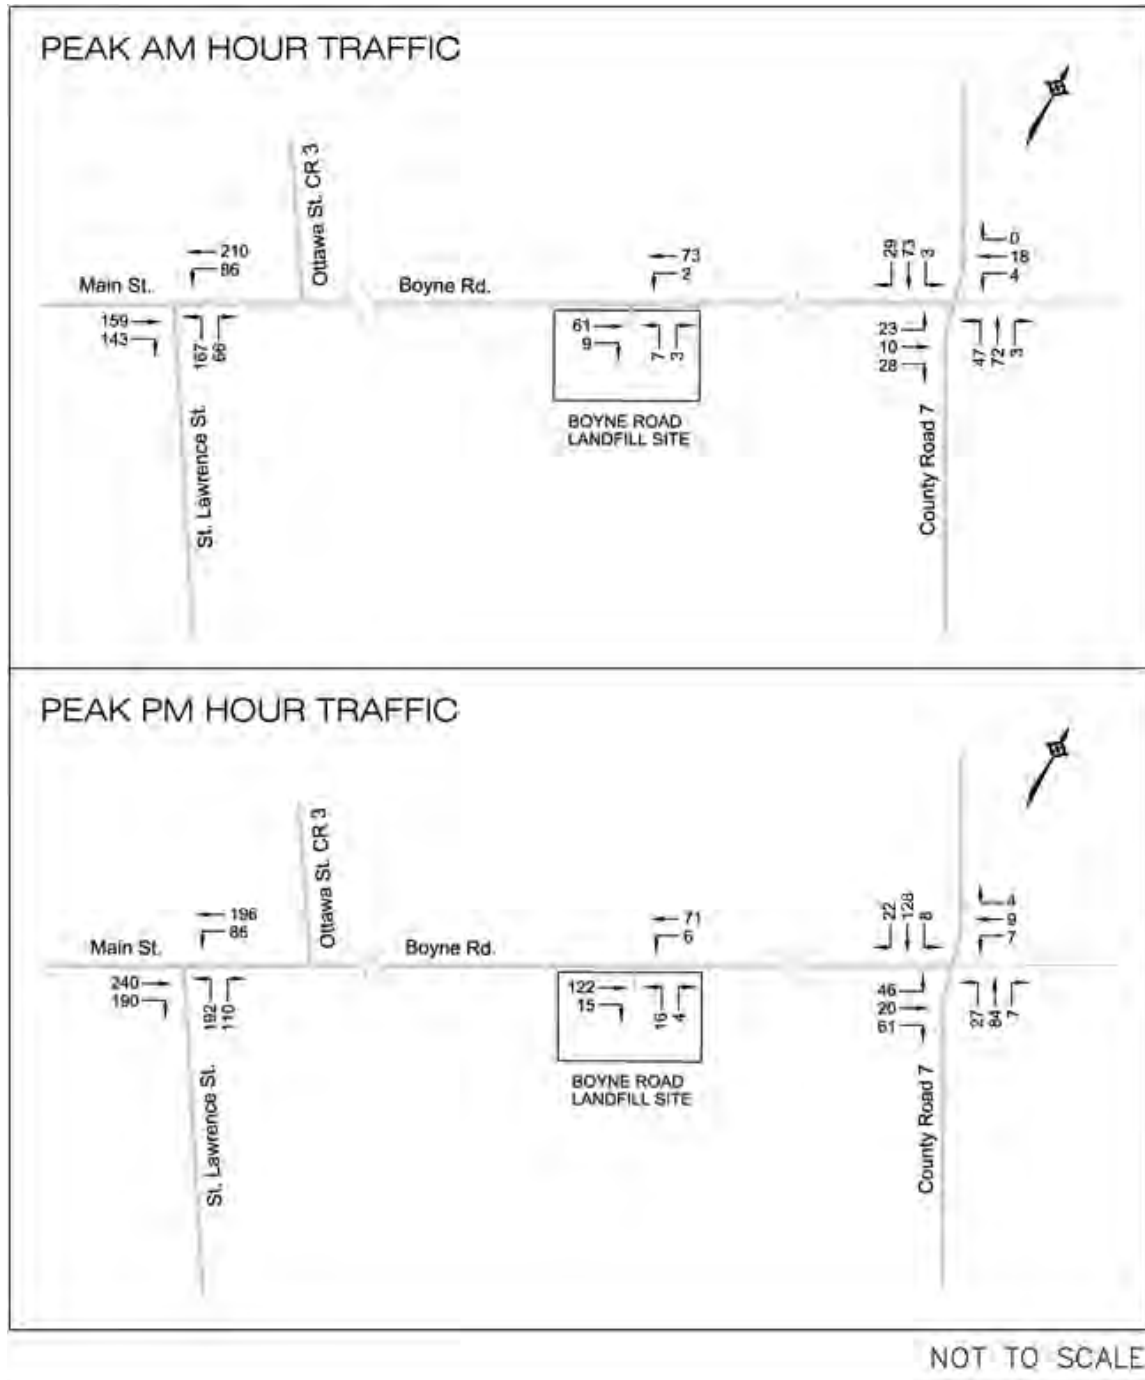 PEAK AM HOUR TRAFFIC
Ottawa St. CR 3
210
86
Main St.
159
143
167
66
St. Lawrence St.
Boyne Rd.
73
2
61
9
7
3
BOYNE ROAD
LANDFILL SITE
29
73
3
0
18
4
23
10
28
47
72
3
County Road 7
PEAK PM HOUR TRAFFIC
Ottawa St. CR 3
196
86
Main St.
240
190
192
110
St. Lawrence St.
Boyne Rd.
71
6
122
15
16
4
BOYNE ROAD
LANDFILL SITE
22
128
8
4
9
7
46
20
61
27
84
7
County Road 7
NOT TO SCALE